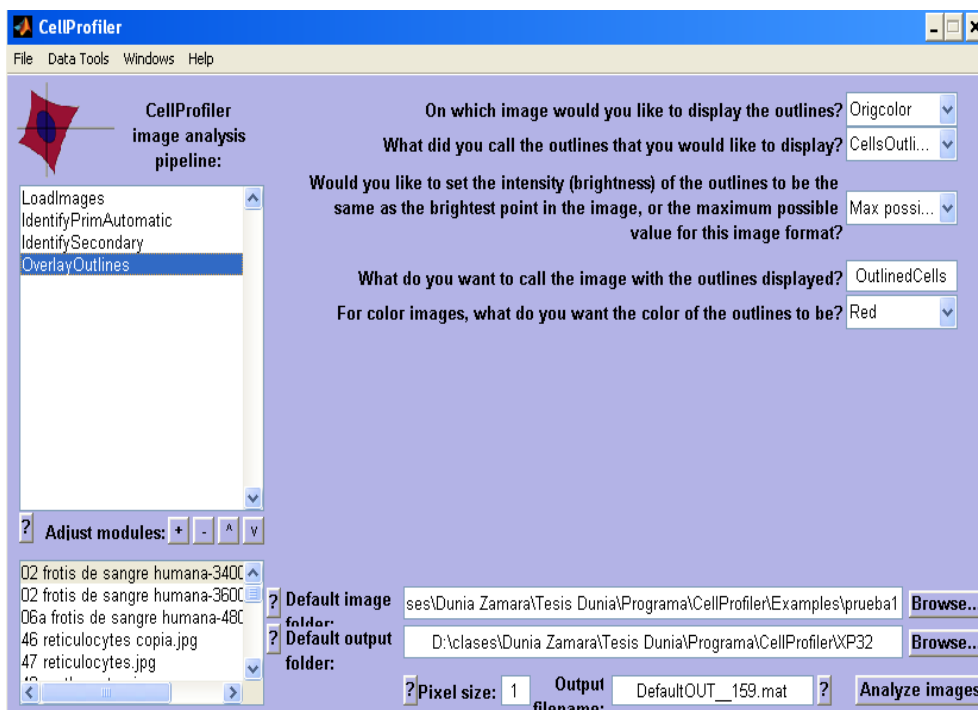 CellProfiler
File Data Tools Windows Help
CellProfiler
image analysis
pipeline:
LoadImages
IdentifyPrimAutomatic
IdentifySecondary
OverlayOutlines
? Adjust modules: + - ^ v
02 frotis de sangre humana-3400
02 frotis de sangre humana-3600
06a frotis de sangre humana-480
46 reticulocytes copia.jpg
47 reticulocytes.jpg
On which image would you like to display the outlines? Origcolor
What did you call the outlines that you would like to display? CellsOutli...
Would you like to set the intensity (brightness) of the outlines to be the
same as the brightest point in the image, or the maximum possible
value for this image format?
Max possi...
What do you want to call the image with the outlines displayed? OutlinedCells
For color images, what do you want the color of the outlines to be? Red
? Default image
folder:
ses\Dunia Zamara\Tesis Dunia\Programa\CellProfiler\Examples\prueba1 Browse...
? Default output
folder:
D:\clases\Dunia Zamara\Tesis Dunia\Programa\CellProfiler\XP32 Browse...
? Pixel size: 1 Output
filename:
DefaultOUT__159.mat ? Analyze images